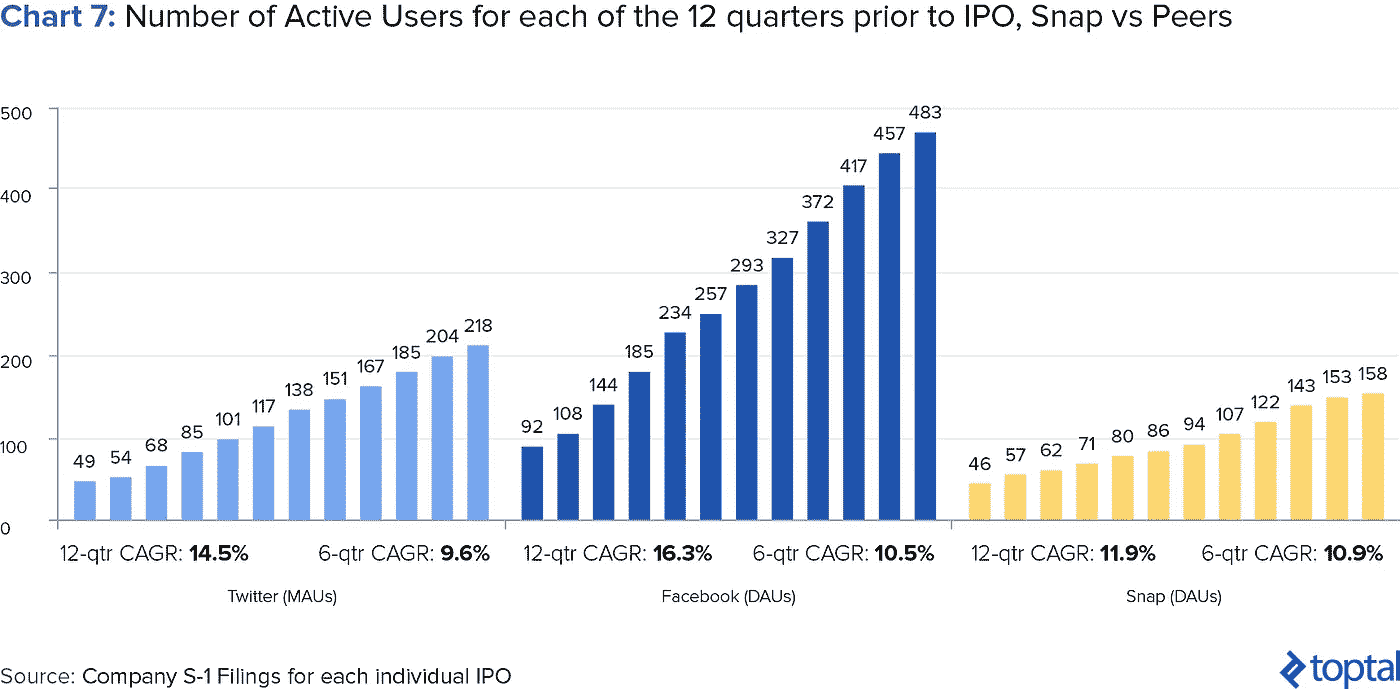 Chart 7: Number of Active Users for each of the 12 quarters prior to IPO, Snap vs Peers
500
400
300
200
100
0
49 54 68 85 101 117 138 151 167 185 204 218
92 108 144 185 234 257 293 327 372 417 457 483
46 57 62 71 80 86 94 107 122 143 153 158
12-qtr CAGR: 14.5% 6-qtr CAGR: 9.6% 12-qtr CAGR: 16.3% 6-qtr CAGR: 10.5% 12-qtr CAGR: 11.9% 6-qtr CAGR: 10.9%
Twitter (MAUs) Facebook (DAUs) Snap (DAUs)
Source: Company S-1 Filings for each individual IPO
toptal